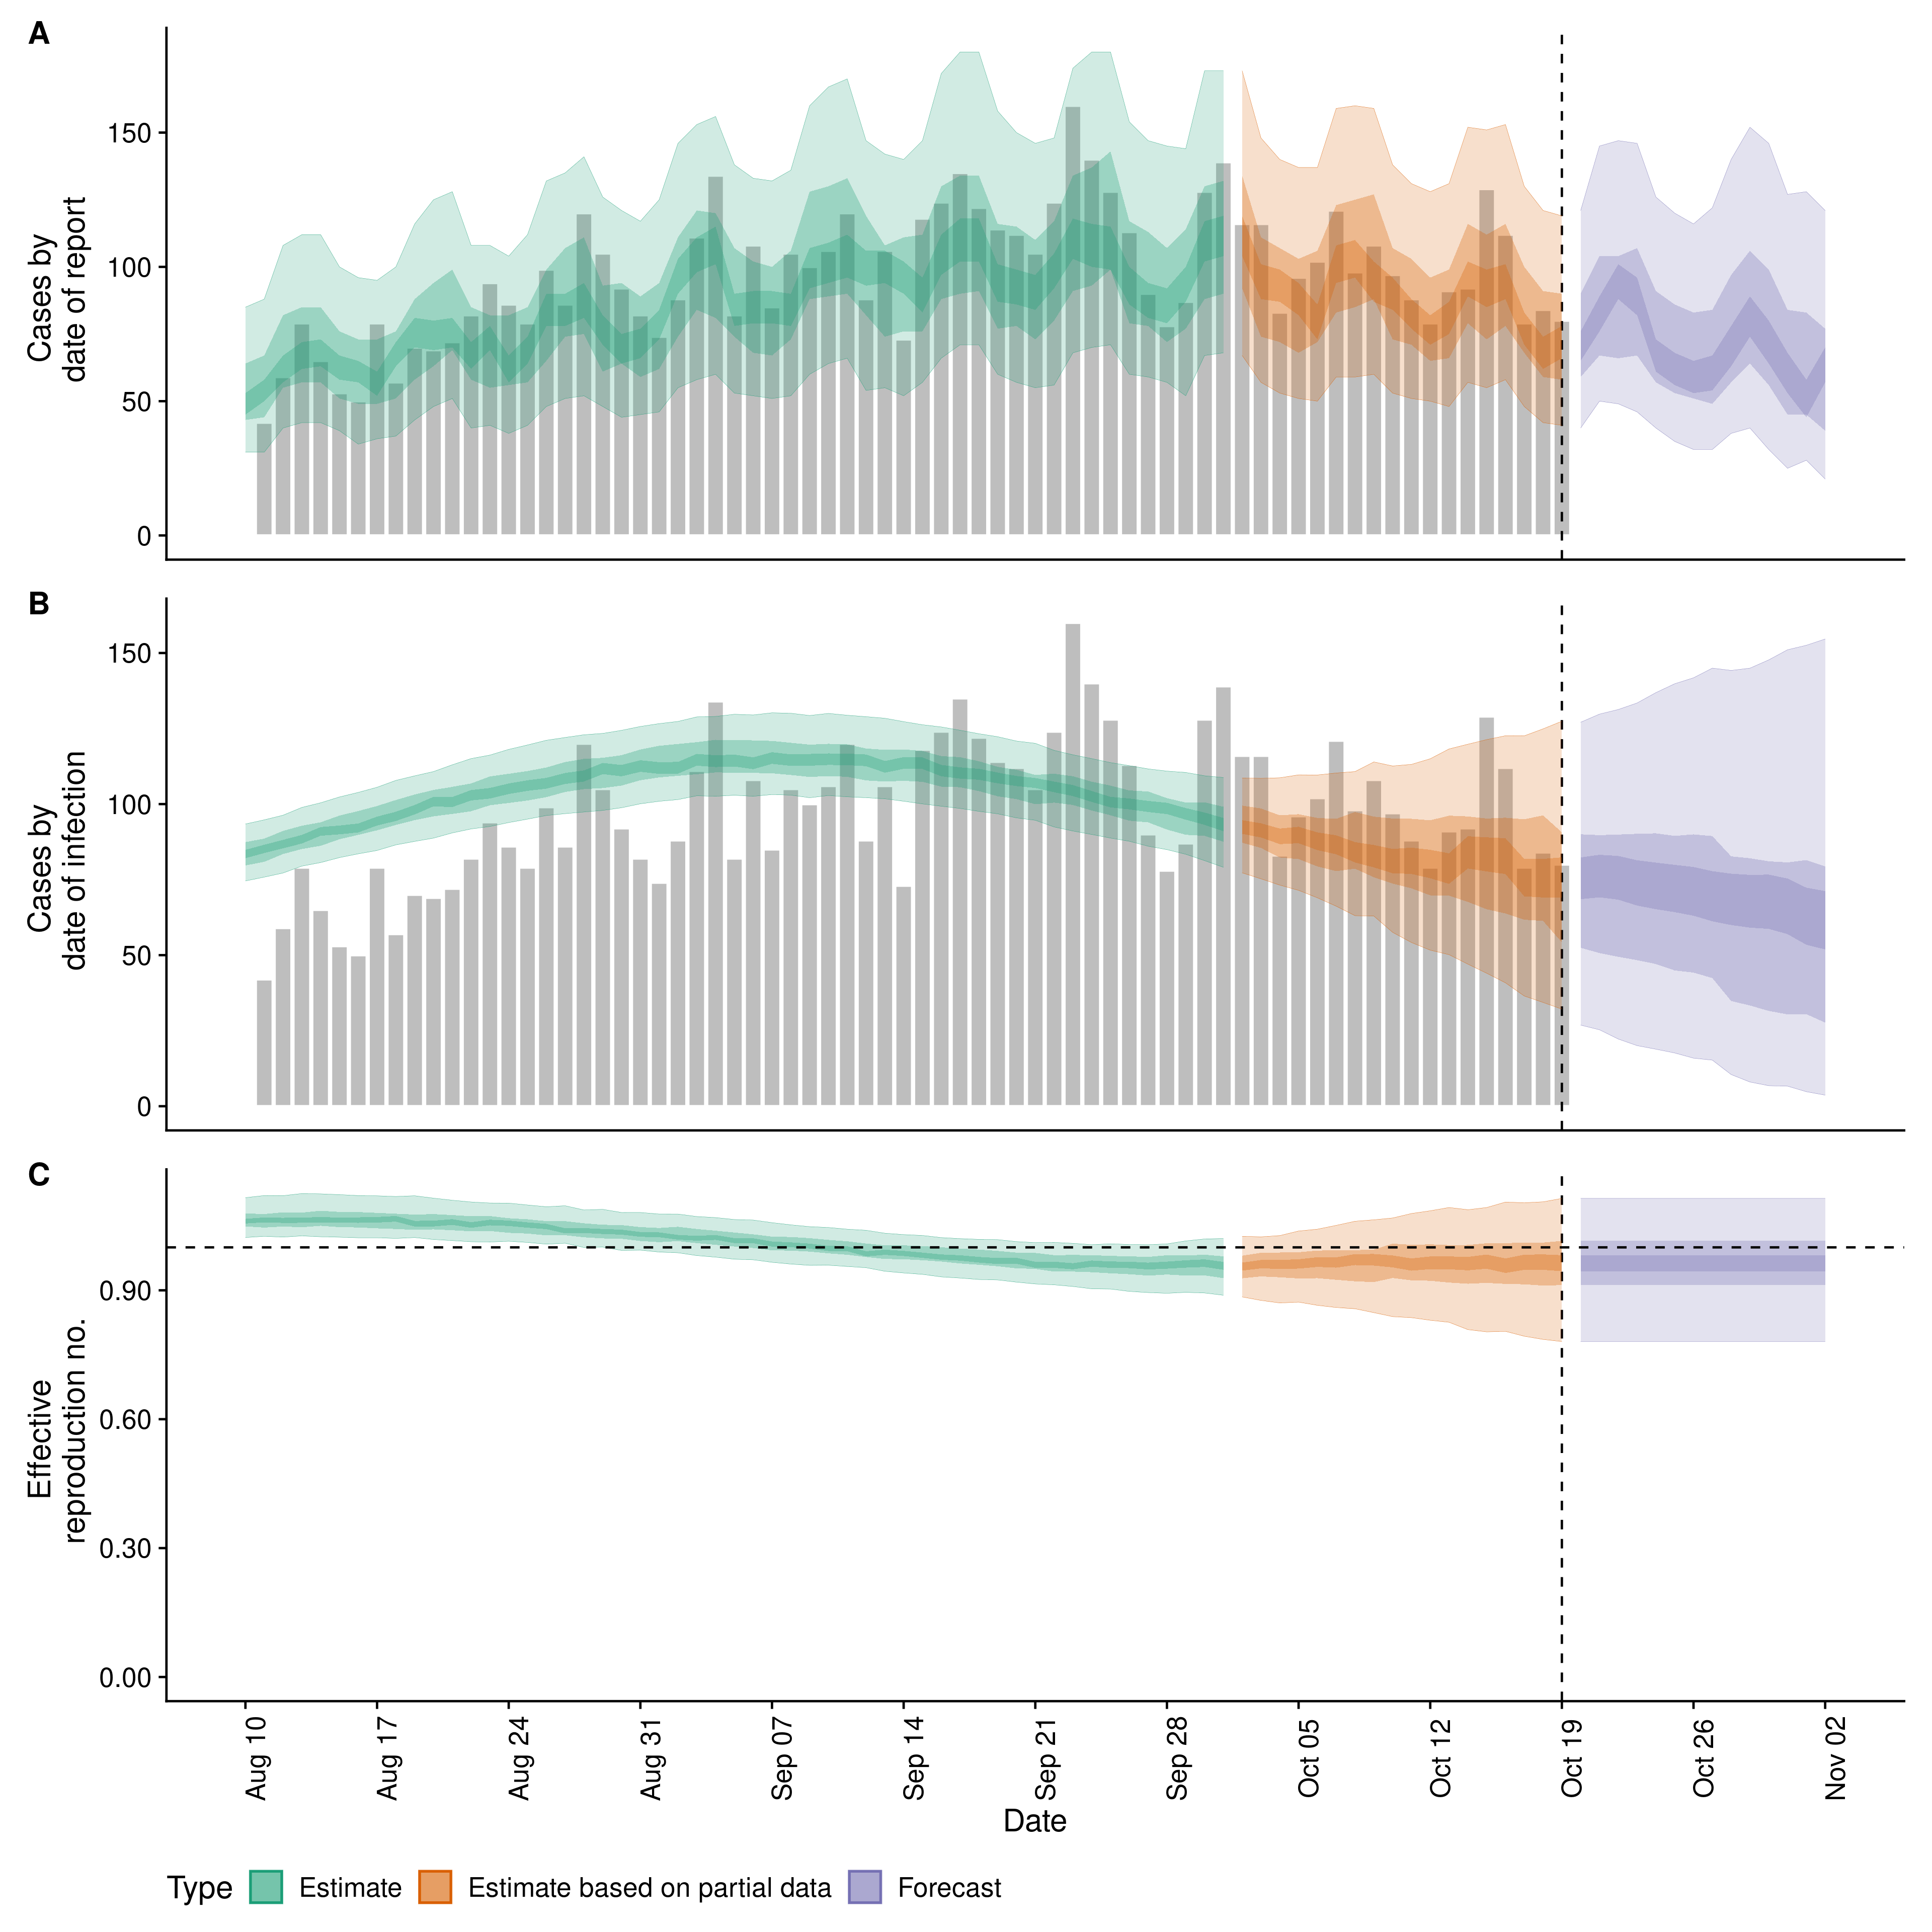 A
Cases by
date of report
150
100
50
0
B
Cases by
date of infection
150
100
50
0
C
Effective
reproduction no.
0.90
0.60
0.30
0.00
Aug 10
Aug 17
Aug 24
Aug 31
Sep 07
Sep 14
Sep 21
Sep 28
Oct 05
Oct 12
Oct 19
Oct 26
Nov 02
Date
Type Estimate Estimate based on partial data Forecast